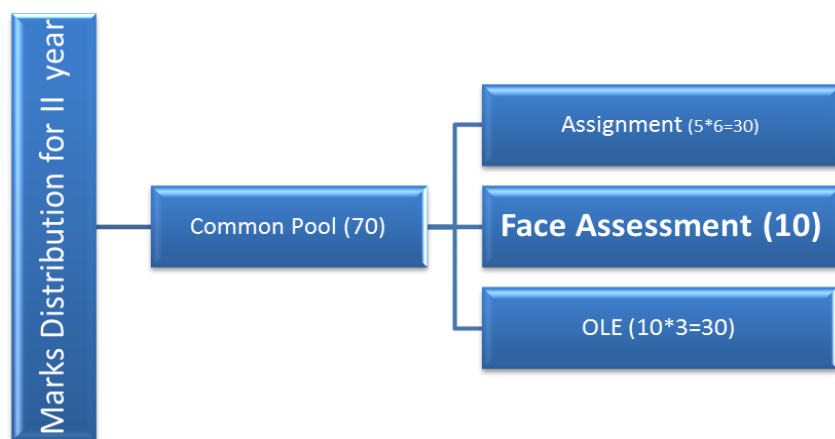 Marks Distribution for II year
Common Pool (70)
Assignment (5*6=30)
Face Assessment (10)
OLE (10*3=30)